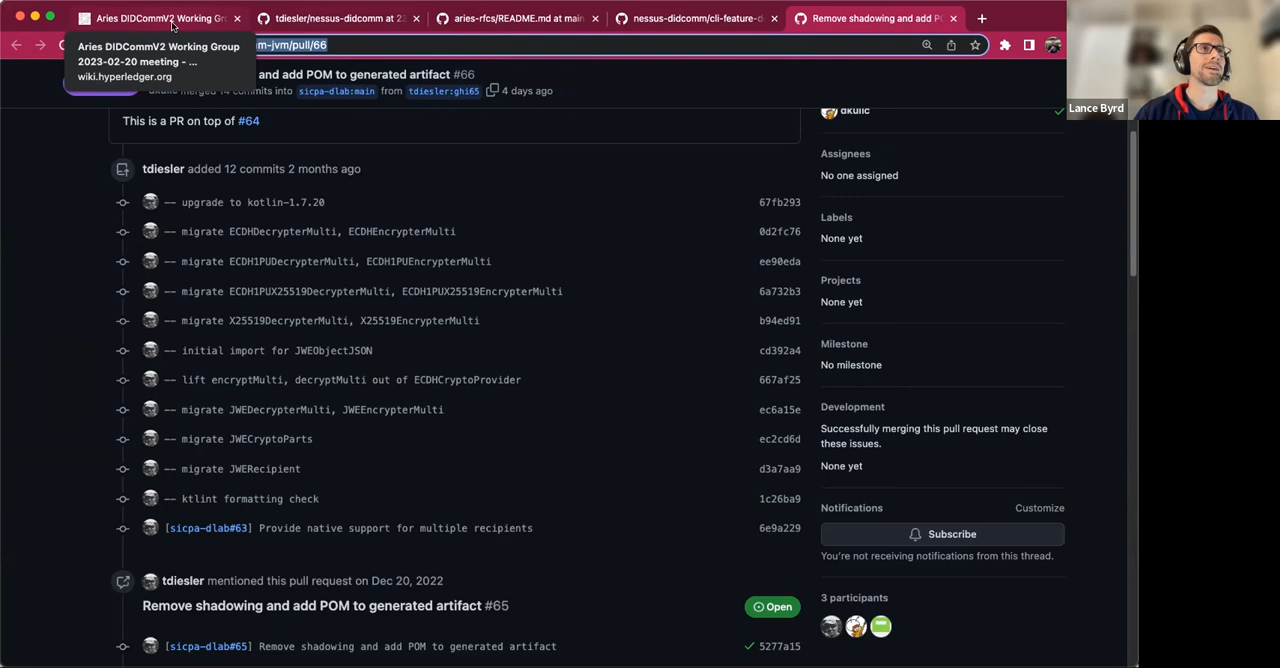 Aries DIDCommV2 Working Gr
tdiesler/nessus-didcomm at 23
aries-rfcs/README.md at main
nessus-didcomm/cli-feature-d
Remove shadowing and add PO
m-jvm/pull/66
Aries DIDCommV2 Working Group
2023-02-20 meeting - ...
wiki.hyperledger.org
Lance Byrd
and add POM to generated artifact #66
dkulic merged 14 commits into sicpa-dlab:main from tdiesler:ghi65 4 days ago
This is a PR on top of #64
tdiesler added 12 commits 2 months ago
-- upgrade to kotlin-1.7.20 67fb293
-- migrate ECDHDecrypterMulti, ECDHEncrypterMulti 0d2fc76
-- migrate ECDH1PUDecrypterMulti, ECDH1PUEncrypterMulti ee90eda
-- migrate ECDH1PUX25519DecrypterMulti, ECDH1PUX25519EncrypterMulti 6a732b3
-- migrate X25519DecrypterMulti, X25519EncrypterMulti b94ed91
-- initial import for JWEObjectJSON cd392a4
-- lift encryptMulti, decryptMulti out of ECDHCryptoProvider 667af25
-- migrate JWEDecrypterMulti, JWEEncrypterMulti ec6a15e
-- migrate JWECryptoParts ec2cd6d
-- migrate JWERecipient d3a7aa9
-- ktlint formatting check 1c26ba9
[sicpa-dlab#63] Provide native support for multiple recipients 6e9a229
tdiesler mentioned this pull request on Dec 20, 2022
Remove shadowing and add POM to generated artifact #65
Open
[sicpa-dlab#65] Remove shadowing and add POM to generated artifact 5277a15
dkulic
Assignees
No one assigned
Labels
None yet
Projects
None yet
Milestone
No milestone
Development
Successfully merging this pull request may close
these issues.
None yet
Notifications Customize
Subscribe
You're not receiving notifications from this thread.
3 participants